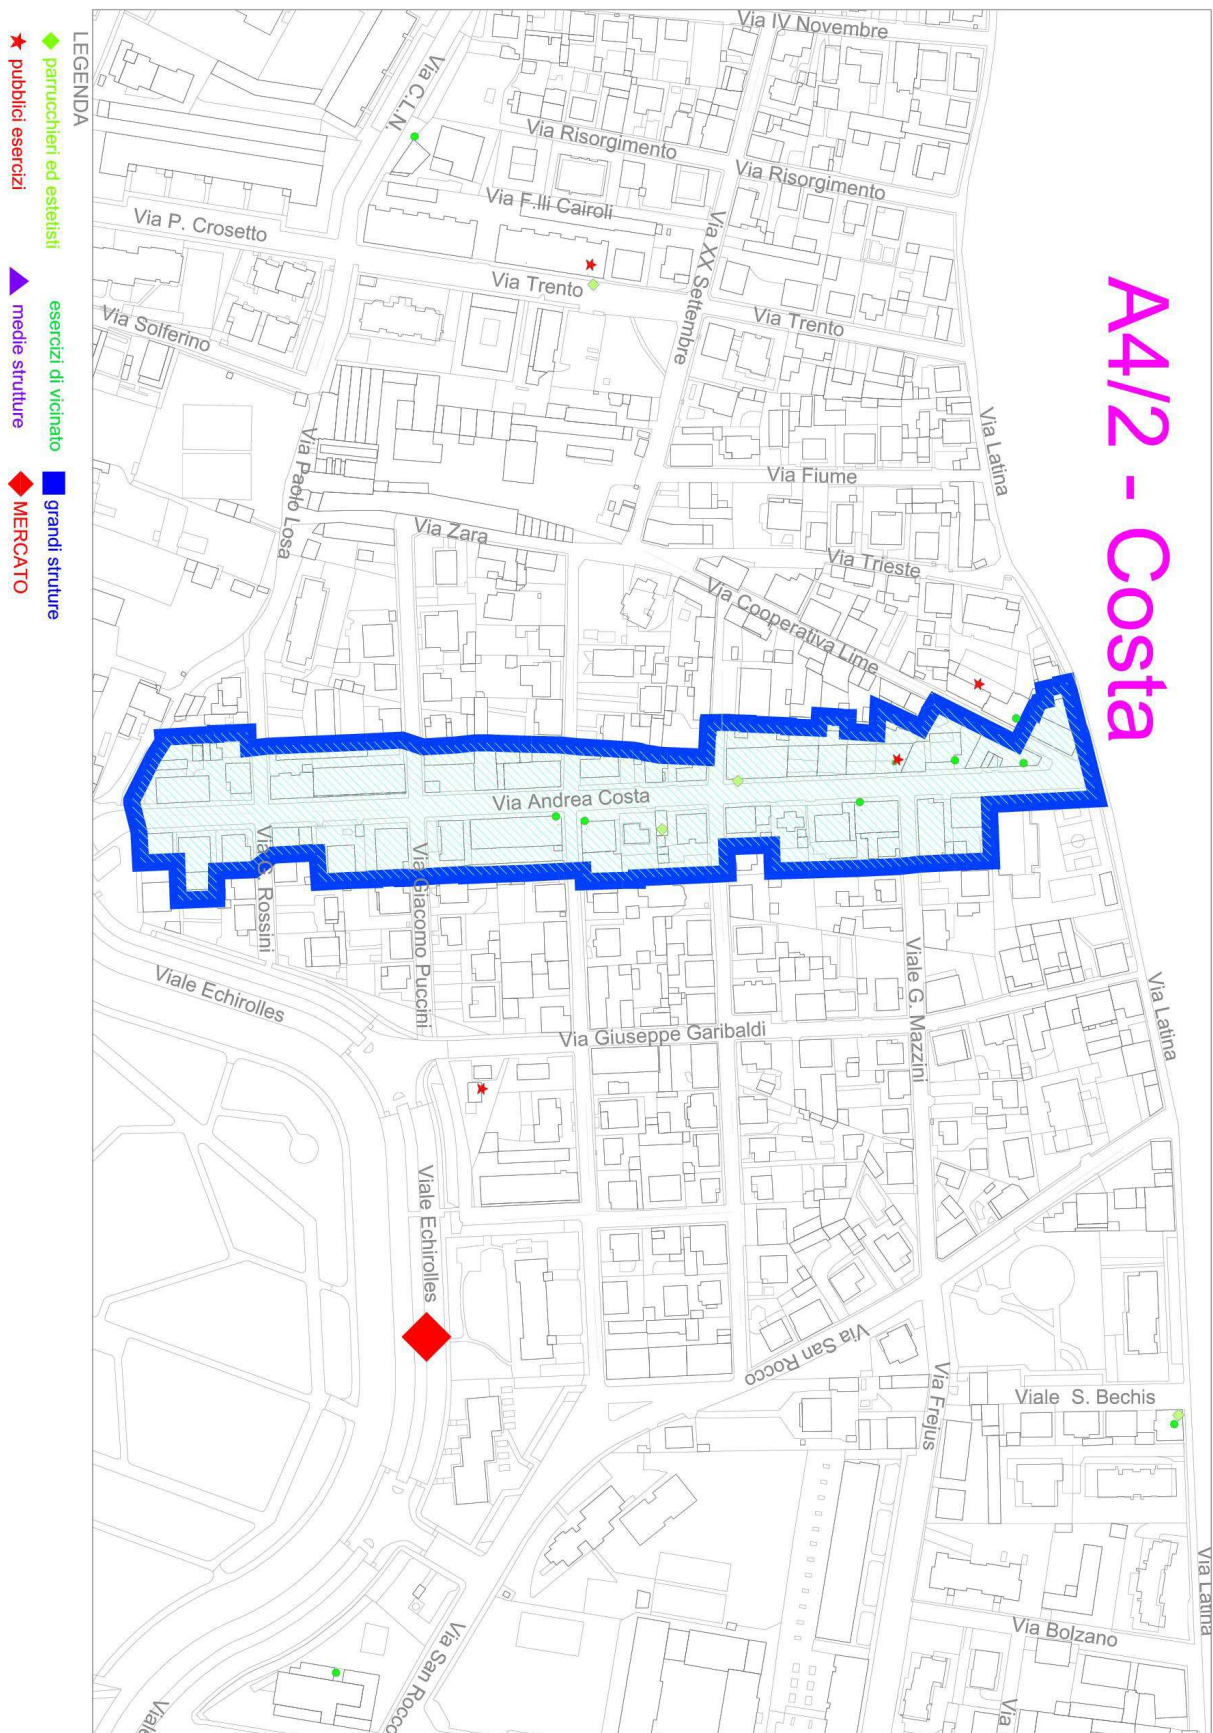 A4/2 - Costa
Via IV Novembre
Via C.L.N.
Via Risorgimento
Via Risorgimento
Via F.lli Cairoli
Via P. Crosetto
Via XX Settembre
Via Trento
Via Trento
Via Solferino
Via Latina
Via Paolo Losa
Via Fiume
Via Zara
Via Trieste
Via Cooperativa Lime
Via Andrea Costa
Via G. Rossini
Via Giacomo Puccini
Viale G. Mazzini
Viale Echirolles
Via Latina
Via Giuseppe Garibaldi
Viale Echirolles
Via San Rocco
Via Frejus
Viale S. Bechis
Via Latina
Via Bolzano
Via San Rocco
Viale
Via
LEGENDA
parrucchieri ed estetisti
esercizi di vicinato
grandi struture
pubblici esercizi
medie strutture
MERCATO